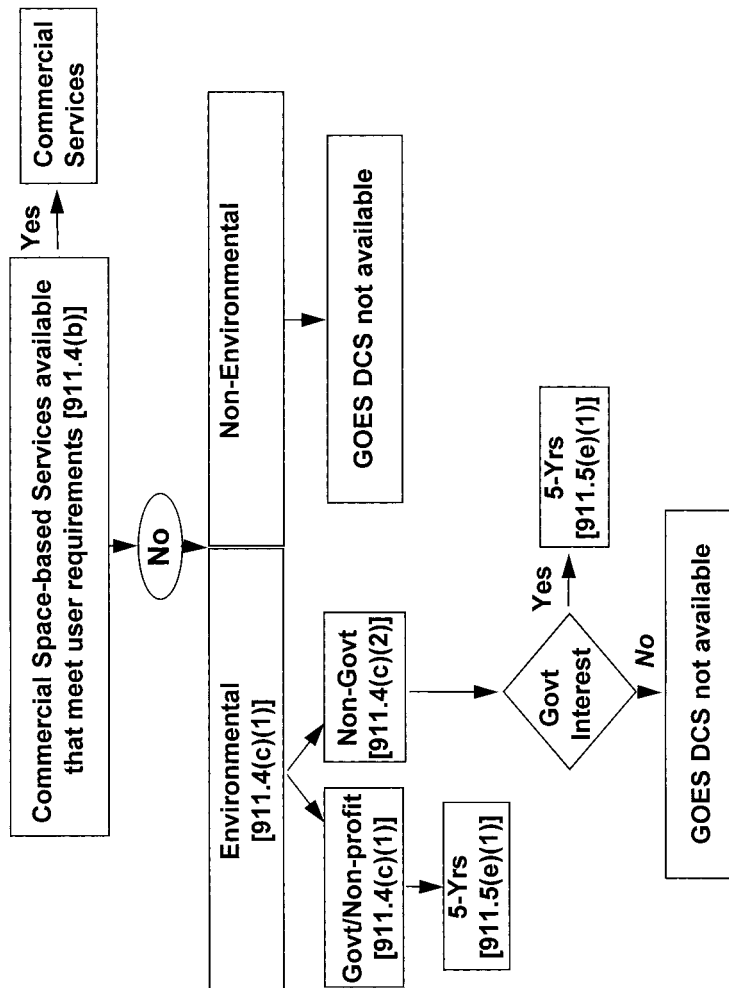 Commercial Space-based Services available
that meet user requirements [911.4(b)]
Yes
Commercial
Services
No
Environmental
[911.4(c)(1)]
Non-Environmental
Govt/Non-profit
[911.4(c)(1)]
Non-Govt
[911.4(c)(2)]
GOES DCS not available
5-Yrs
[911.5(e)(1)]
Govt
Interest
Yes
5-Yrs
[911.5(e)(1)]
No
GOES DCS not available